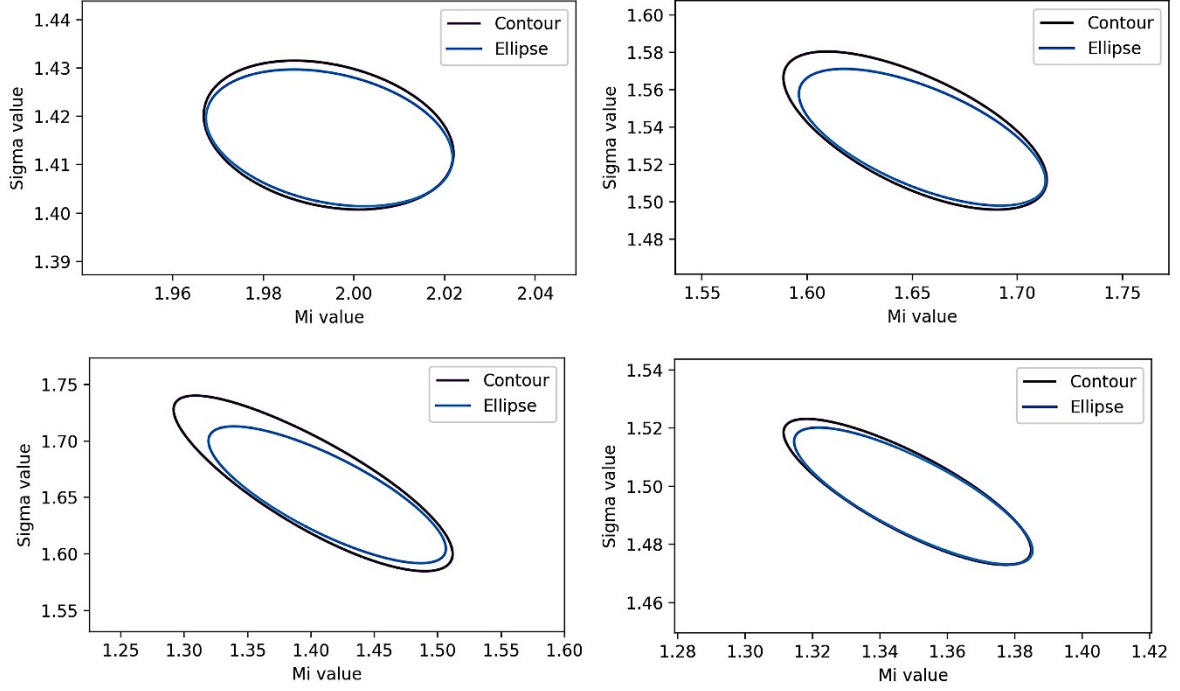 1.44
1.43
1.42
1.41
1.40
1.39
Sigma value
Contour
Ellipse
1.96 1.98 2.00 2.02 2.04
Mi value
1.60
1.58
1.56
1.54
1.52
1.50
1.48
Sigma value
Contour
Ellipse
1.55 1.60 1.65 1.70 1.75
Mi value
1.75
1.70
1.65
1.60
1.55
Sigma value
Contour
Ellipse
1.25 1.30 1.35 1.40 1.45 1.50 1.55 1.60
Mi value
1.54
1.52
1.50
1.48
1.46
Sigma value
Contour
Ellipse
1.28 1.30 1.32 1.34 1.36 1.38 1.40 1.42
Mi value